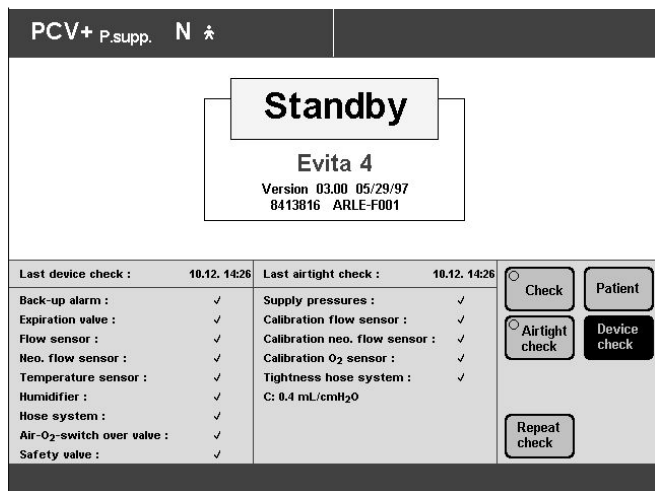 PCV+ P.supp. N
Standby
Evita 4
Version 03.00 05/29/97
8413816 ARLE-F001
Last device check : 10.12. 14:26
Back-up alarm : ✓
Expiration valve : ✓
Flow sensor : ✓
Neo. flow sensor : ✓
Temperature sensor : ✓
Humidifier : ✓
Hose system : ✓
Air-O₂-switch over valve : ✓
Safety valve : ✓
Last airtight check : 10.12. 14:26
Supply pressures : ✓
Calibration flow sensor : ✓
Calibration neo. flow sensor : ✓
Calibration O₂ sensor : ✓
Tightness hose system : ✓
C: 0.4 mL/cmH₂O
Check
Patient
Airtight
check
Device
check
Repeat
check